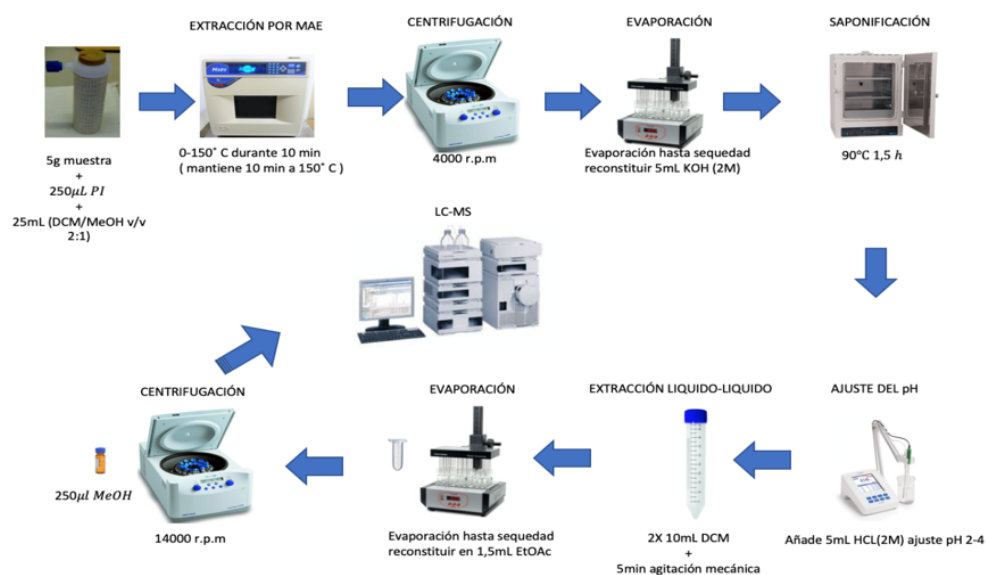 EXTRACCIÓN POR MAE
CENTRIFUGACIÓN
EVAPORACIÓN
SAPONIFICACIÓN
5g muestra
+
250μL PI
+
25mL (DCM/MeOH v/v
2:1)
0-150˚ C durante 10 min
( mantiene 10 min a 150˚ C )
4000 r.p.m
Evaporación hasta sequedad
reconstituir 5mL KOH (2M)
90°C 1,5 h
LC-MS
CENTRIFUGACIÓN
EVAPORACIÓN
EXTRACCIÓN LIQUIDO-LIQUIDO
AJUSTE DEL pH
250μl MeOH
14000 r.p.m
Evaporación hasta sequedad
reconstituir en 1,5mL EtOAc
2X 10mL DCM
+
5min agitación mecánica
Añade 5mL HCL(2M) ajuste pH 2-4